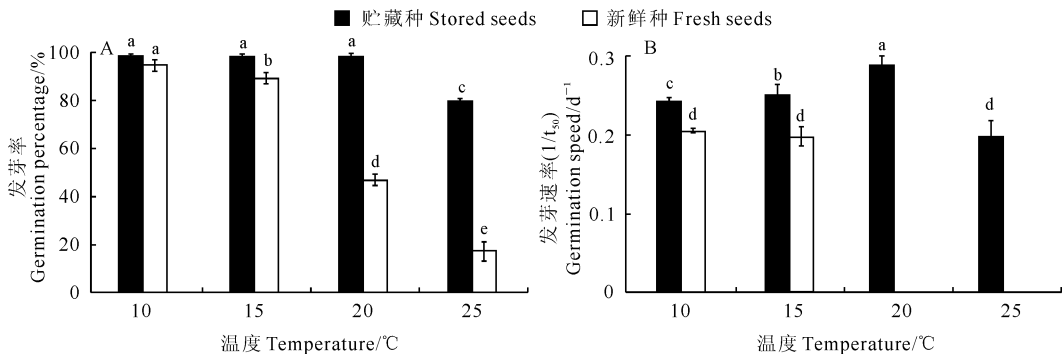 贮藏种 Stored seeds 新鲜种 Fresh seeds
A
发芽率
Germination percentage/%
100
80
60
40
20
0
a a a b a d c e
10 15 20 25
温度 Temperature/℃
B
发芽速率(1/t50)
Germination speed/d−1
0.3
0.2
0.1
0
c d b d a d
10 15 20 25
温度 Temperature/℃